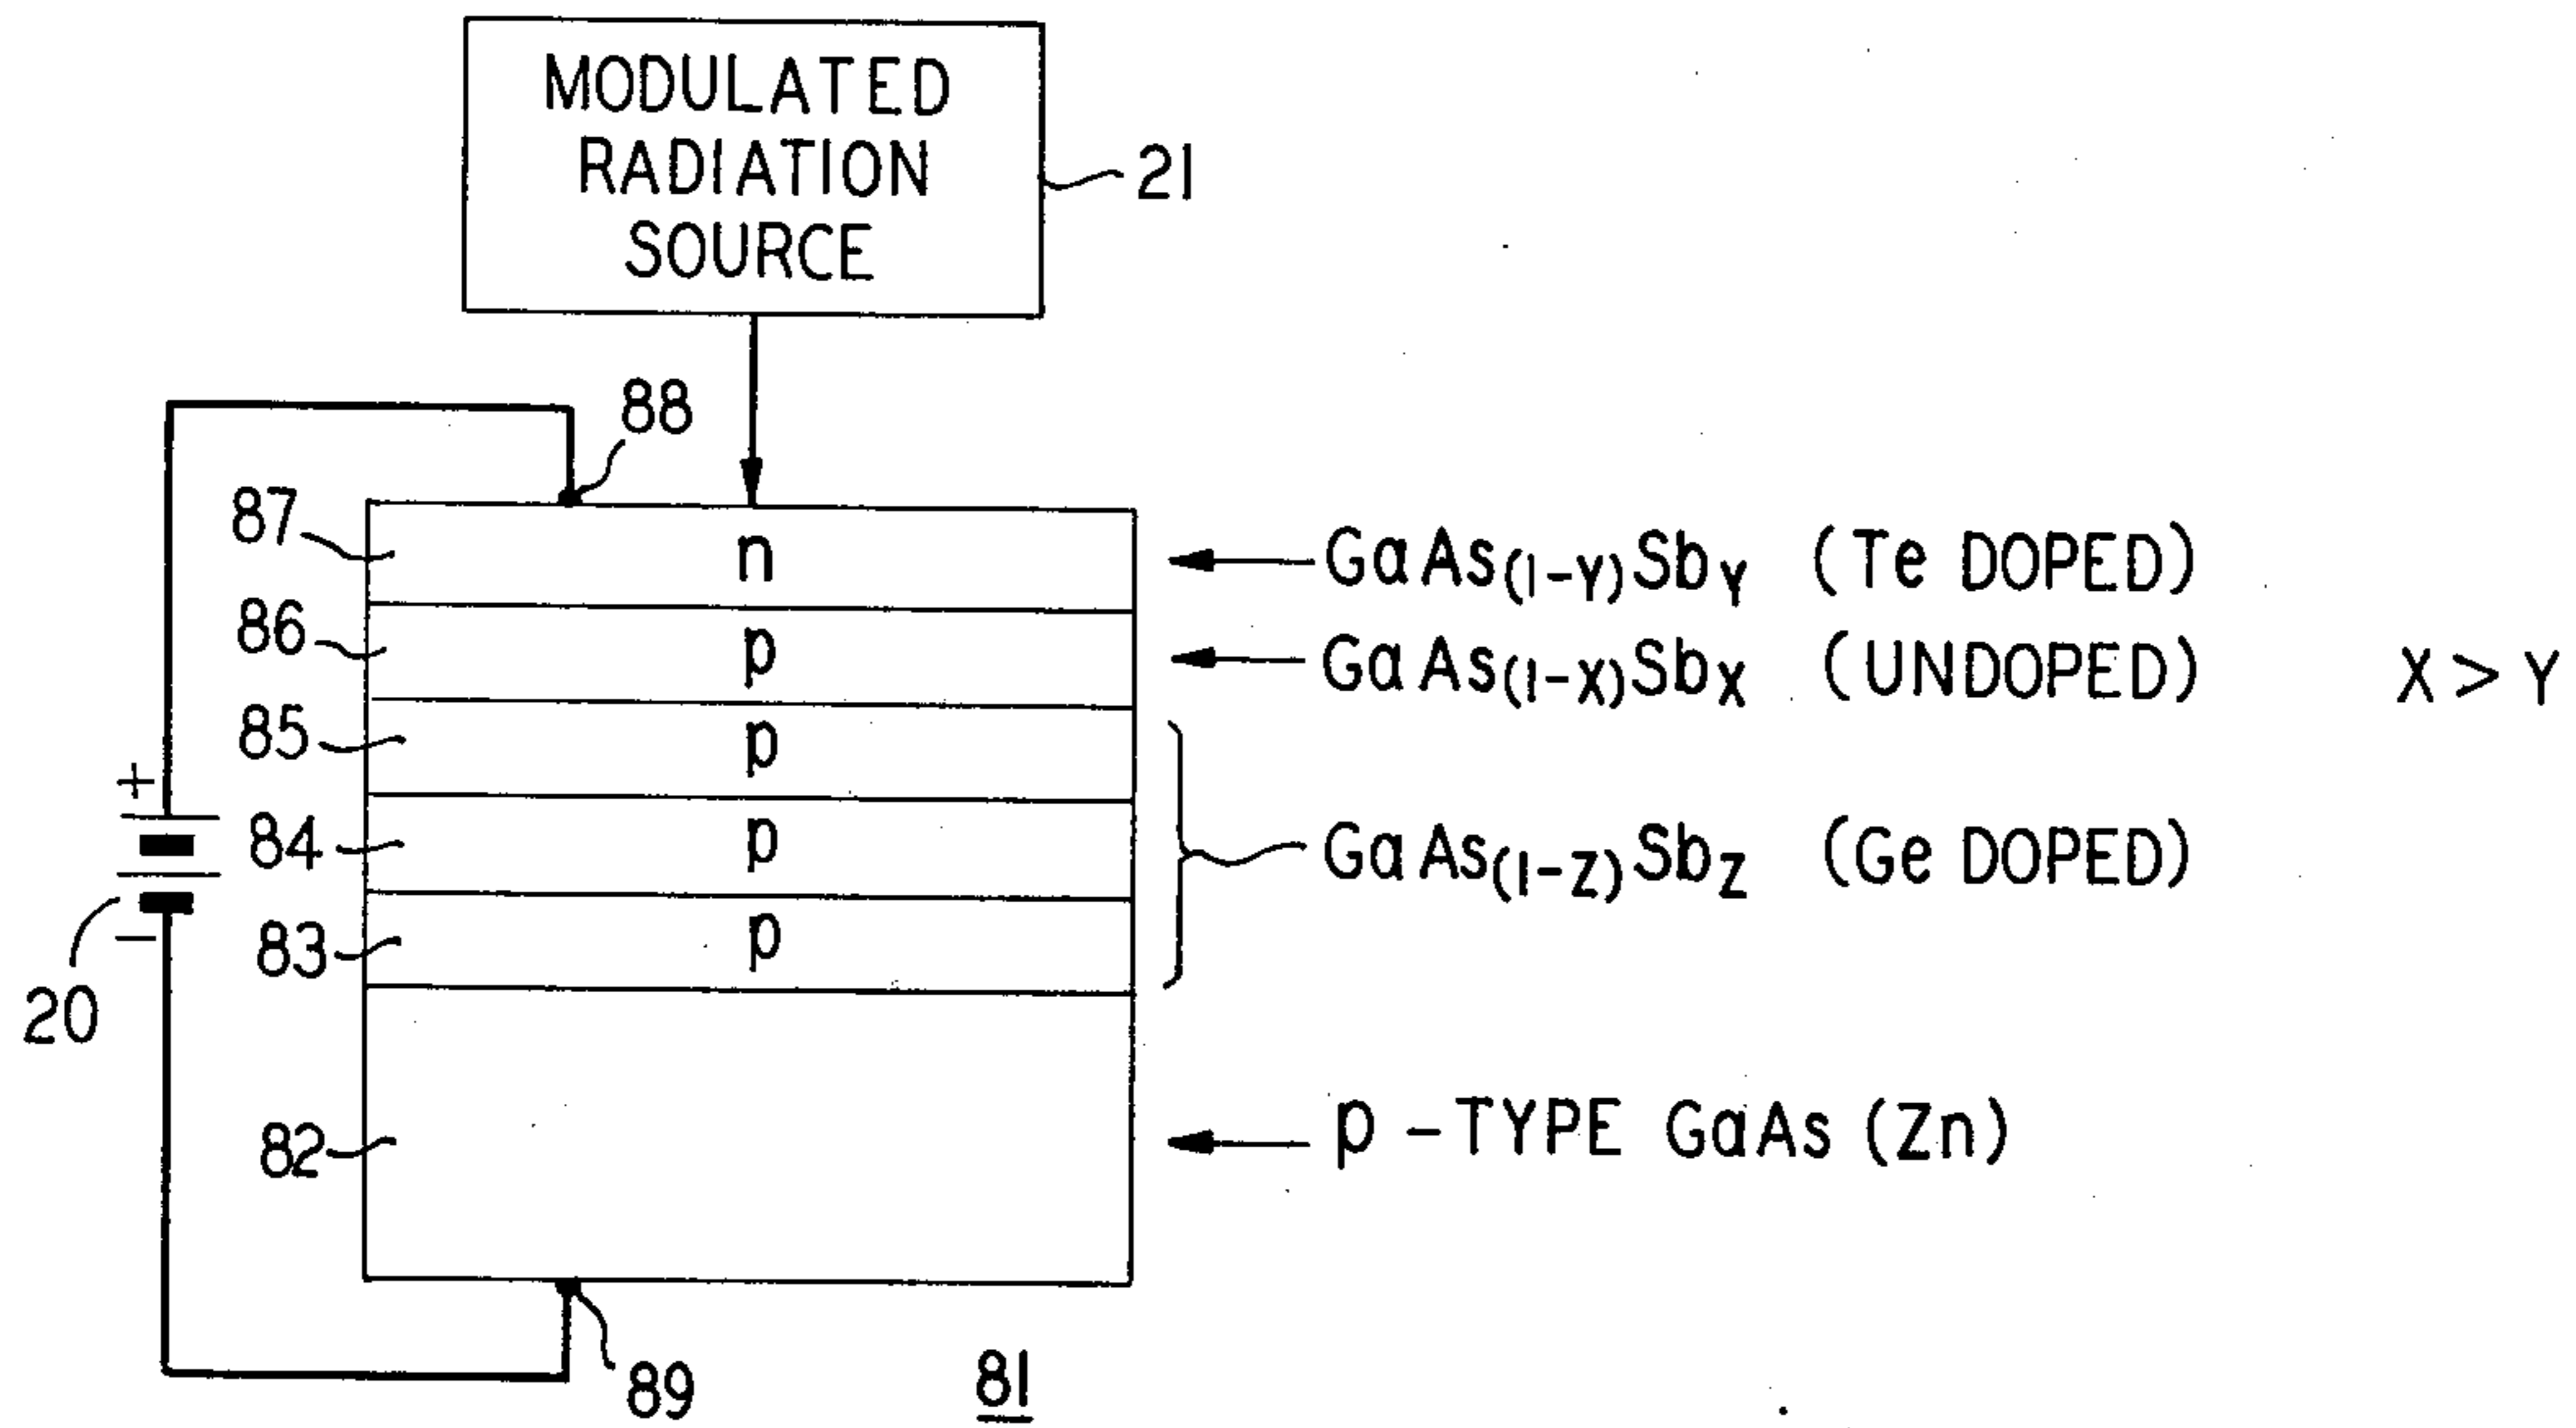 MODULATED
RADIATION
SOURCE
21
88
87
n
GaAs(1-Y)SbY (Te DOPED)
86
p
GaAs(1-X)SbX (UNDOPED) X > Y
85
p
+
84
p
GaAs(1-Z)SbZ (Ge DOPED)
83
p
−
20
82
p-TYPE GaAs (Zn)
89
81